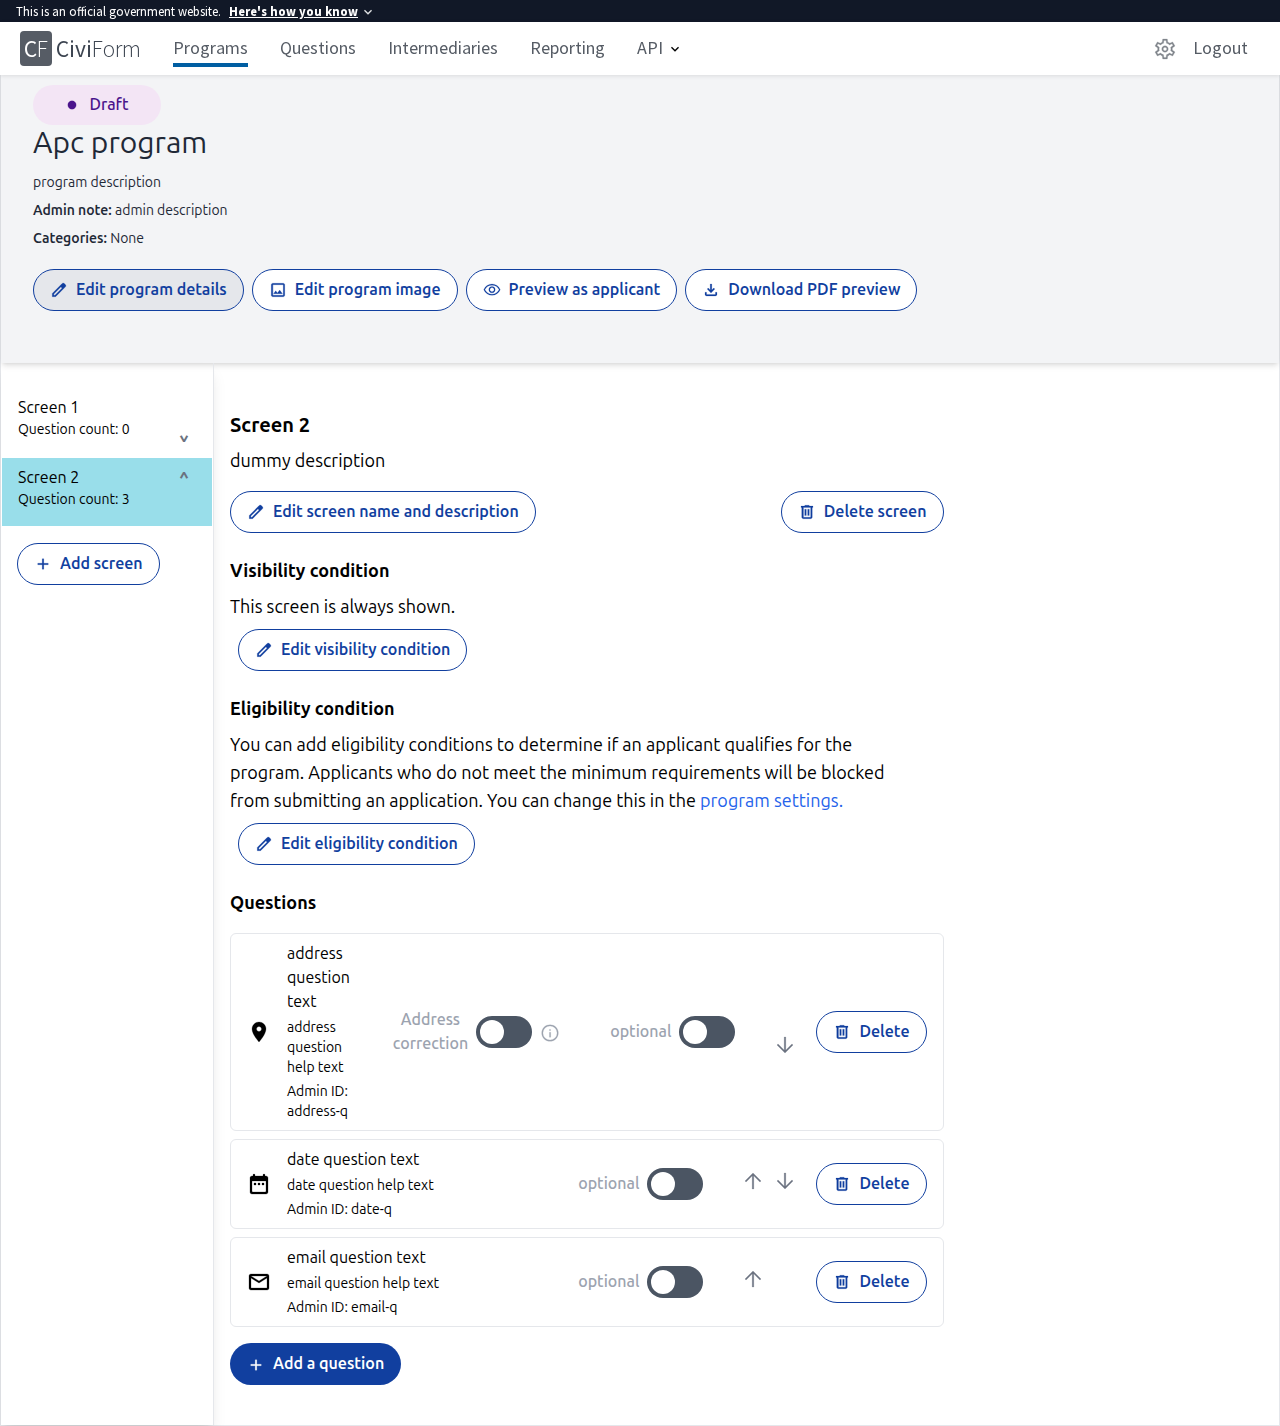 This is an official government website. Here's how you know
CF CiviForm Programs Questions Intermediaries Reporting API Logout
Draft
Apc program
program description
Admin note: admin description
Categories: None
Edit program details Edit program image Preview as applicant Download PDF preview
Screen 1
Question count: 0
Screen 2
Question count: 3
Add screen
Screen 2
dummy description
Edit screen name and description Delete screen
Visibility condition
This screen is always shown.
Edit visibility condition
Eligibility condition
You can add eligibility conditions to determine if an applicant qualifies for the
program. Applicants who do not meet the minimum requirements will be blocked
from submitting an application. You can change this in the program settings.
Edit eligibility condition
Questions
address
question
text
address
question
help text
Admin ID:
address-q
Address
correction
optional
Delete
date question text
date question help text
Admin ID: date-q
optional
Delete
email question text
email question help text
Admin ID: email-q
optional
Delete
Add a question